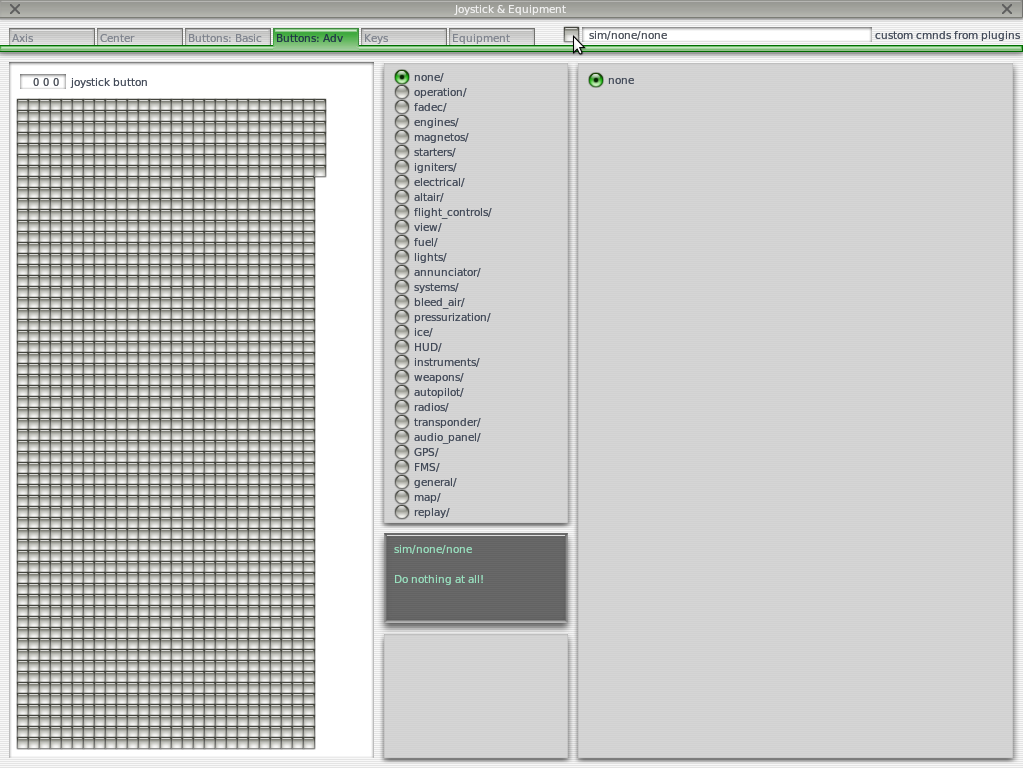 Joystick & Equipment
Axis
Center
Buttons: Basic
Buttons: Adv
Keys
Equipment
sim/none/none
custom cmnds from plugins
0 0 0
joystick button
none/
operation/
fadec/
engines/
magnetos/
starters/
igniters/
electrical/
altair/
flight_controls/
view/
fuel/
lights/
annunciator/
systems/
bleed_air/
pressurization/
ice/
HUD/
instruments/
weapons/
autopilot/
radios/
transponder/
audio_panel/
GPS/
FMS/
general/
map/
replay/
sim/none/none
Do nothing at all!
none